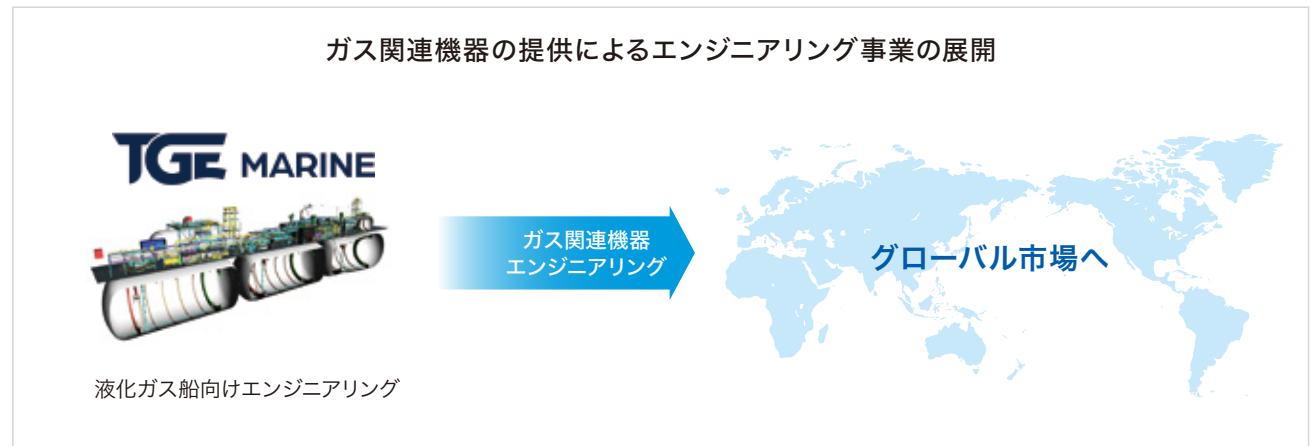 ガス関連機器の提供によるエンジニアリング事業の展開
TGE MARINE
ガス関連機器
エンジニアリング
グローバル市場へ
液化ガス船向けエンジニアリング